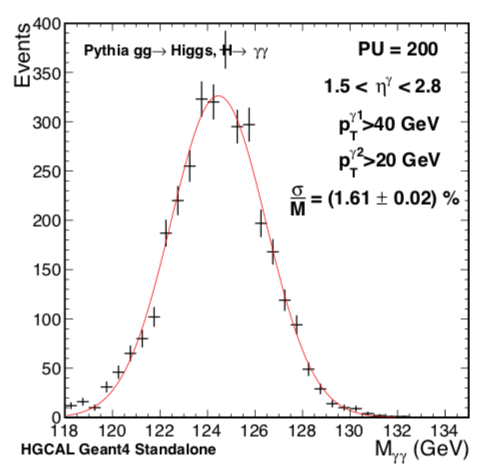 Events
400
350
300
250
200
150
100
50
0
Pythia gg→ Higsgs, H→ γγ
PU = 200
1.5 < η^γ < 2.8
p_T^γ1>40 GeV
p_T^γ2>20 GeV
σ/M = (1.61 ± 0.02) %
118 120 122 124 126 128 130 132 134
HGCAL Geant4 Standalone
M_γγ (GeV)